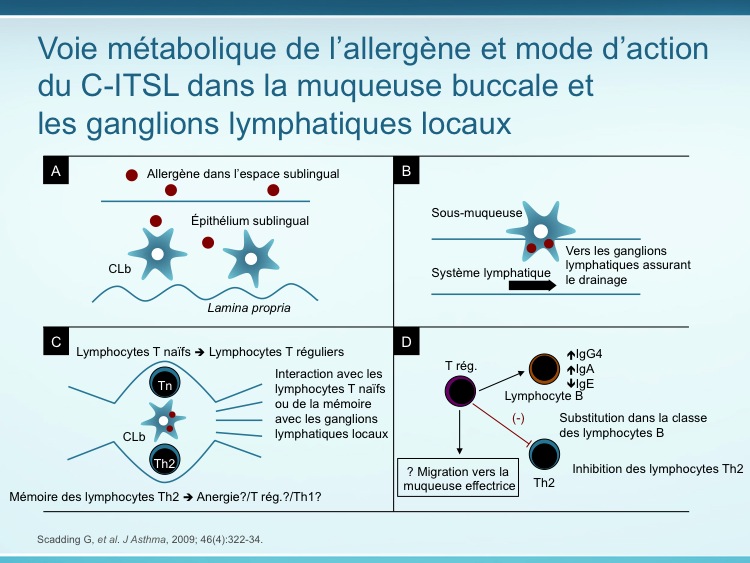 Voie métabolique de l’allergène et mode d’action
du C-ITSL dans la muqueuse buccale et
les ganglions lymphatiques locaux
A
Allergène dans l’espace sublingual
Épithélium sublingual
CLb
Lamina propria
B
Sous-muqueuse
Vers les ganglions
lymphatiques assurant
le drainage
Système lymphatique
C
Lymphocytes T naïfs ➔ Lymphocytes T réguliers
Tn
Interaction avec les
lymphocytes T naïfs
ou de la mémoire
avec les ganglions
lymphatiques locaux
CLb
Th2
Mémoire des lymphocytes Th2 ➔ Anergie?/T rég.?/Th1?
D
T rég.
🡹IgG4
🡹IgA
🡻IgE
Lymphocyte B
(-)
Substitution dans la classe
des lymphocytes B
Inhibition des lymphocytes Th2
? Migration vers la
muqueuse effectrice
Th2
Scadding G, et al. J Asthma, 2009; 46(4):322-34.